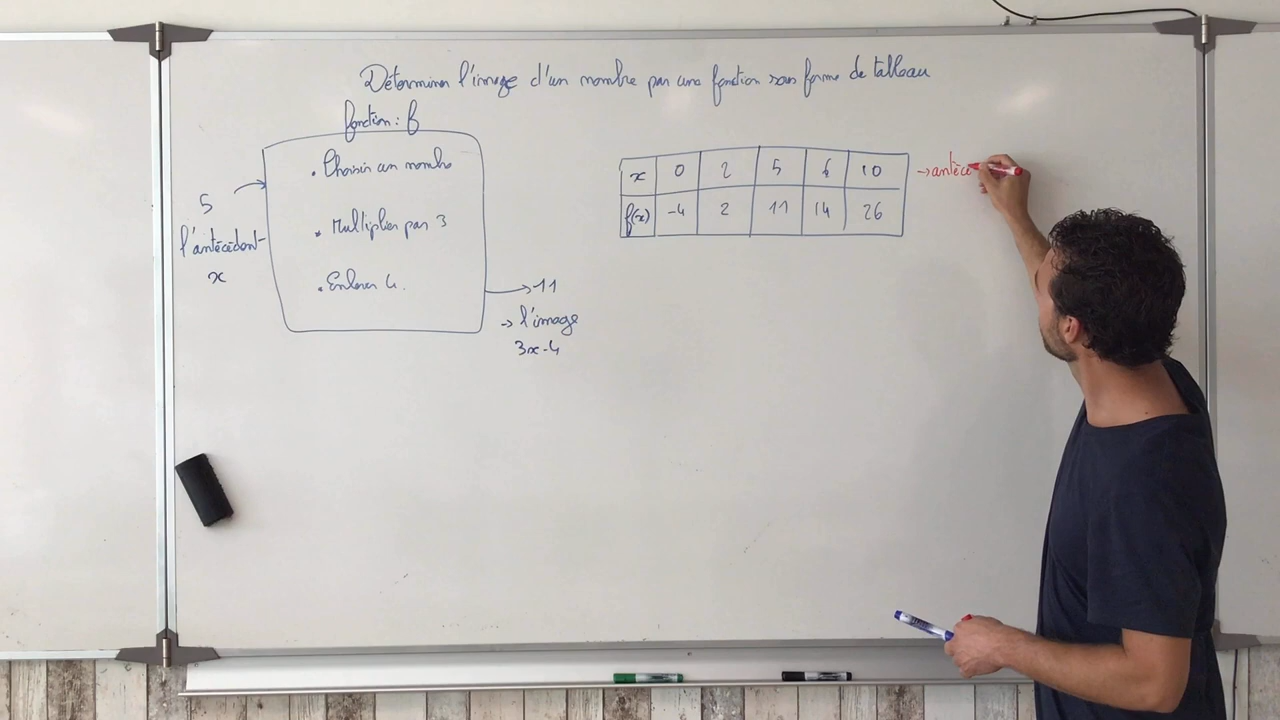 Déterminer l'image d'un nombre par une fonction sous forme de tableau
fonction : f
. Choisir un nombre
5
l'antécédent
x
. Multiplier par 3
. Enlever 4.
11
→ l'image
3x-4
x 0 2 5 6 10
→ antécé
f(x) -4 2 11 14 26